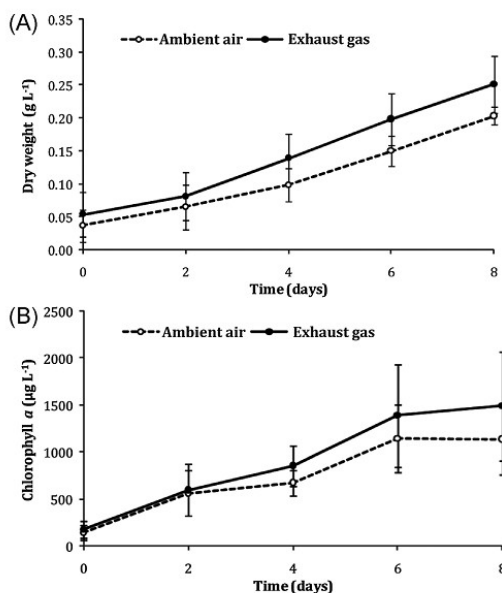 (A)
Ambient air Exhaust gas
Dry weight (g L⁻¹)
0.35
0.30
0.25
0.20
0.15
0.10
0.05
0.00
0 2 4 6 8
Time (days)
(B)
Ambient air Exhaust gas
Chlorophyll a (µg L⁻¹)
2500
2000
1500
1000
500
0
0 2 4 6 8
Time (days)